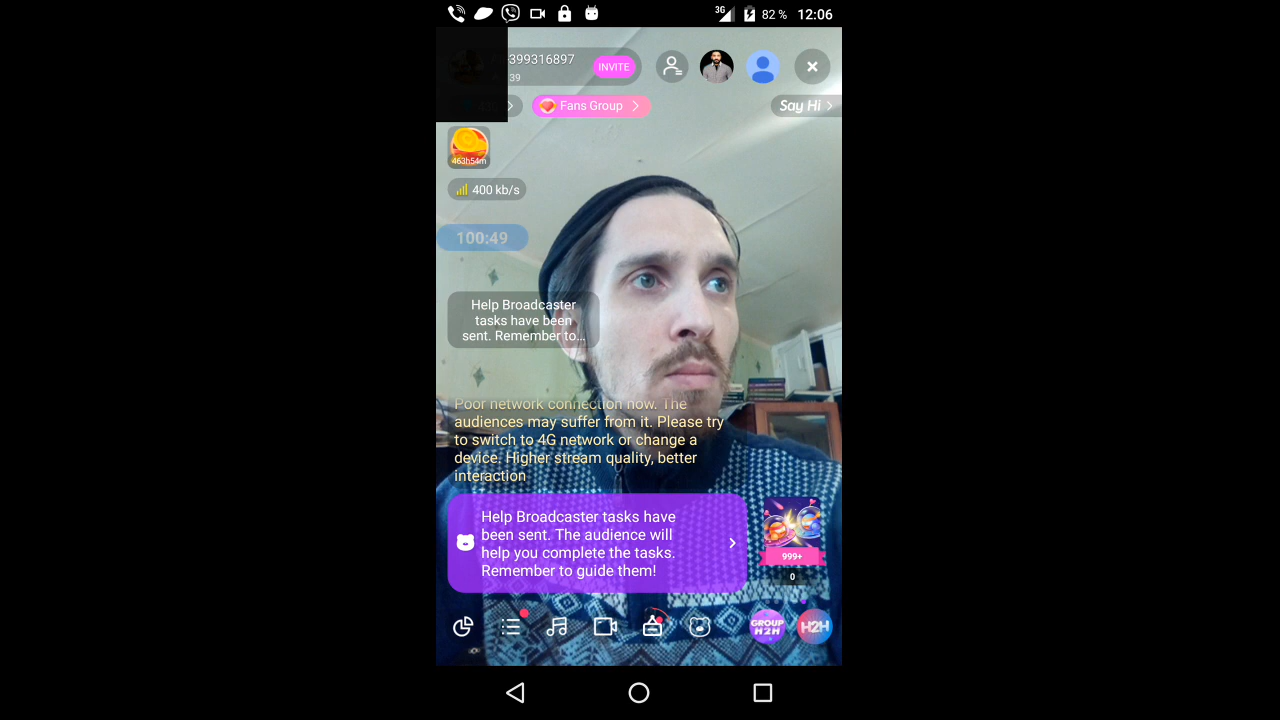 3G
82 %
12:06
399316897
39
INVITE
Fans Group
Say Hi
463h54m
400 kb/s
100:49
Help Broadcaster
tasks have been
sent. Remember to...
Poor network connection now. The
audiences may suffer from it. Please try
to switch to 4G network or change a
device. Higher stream quality, better
interaction
Help Broadcaster tasks have
been sent. The audience will
help you complete the tasks.
Remember to guide them!
999+
0
GROUP
H2H
H2H